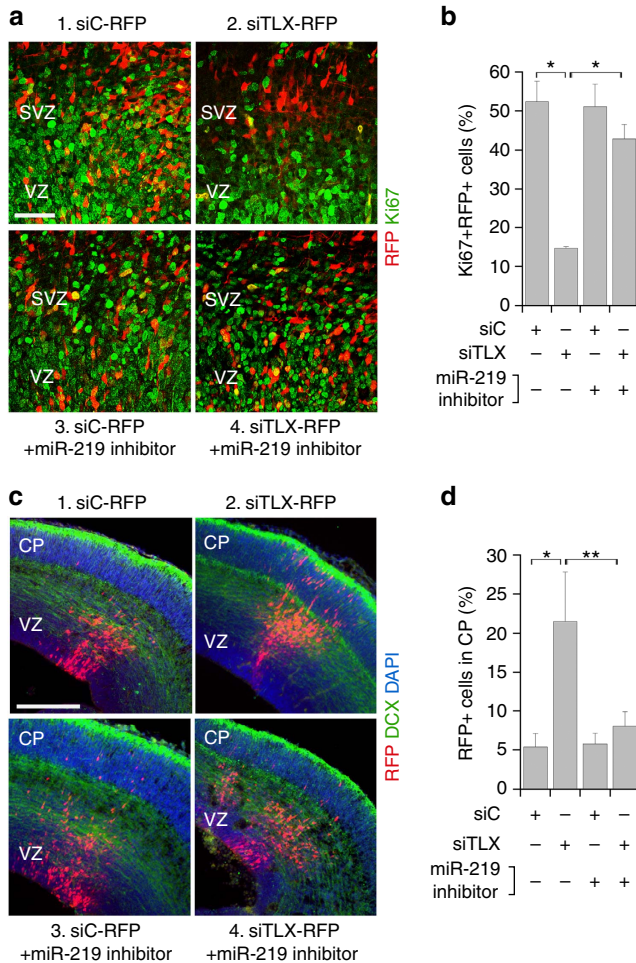 a
1. siC-RFP 2. siTLX-RFP
SVZ
VZ
SVZ
VZ
RFP Ki67
3. siC-RFP 4. siTLX-RFP
+miR-219 inhibitor +miR-219 inhibitor
b
* *
Ki67+RFP+ cells (%)
60
50
40
30
20
10
0
siC + – + –
siTLX – + – +
miR-219 inhibitor – – + +
c
1. siC-RFP 2. siTLX-RFP
CP CP
VZ VZ
CP CP
VZ VZ
RFP DCX DAPI
3. siC-RFP 4. siTLX-RFP
+miR-219 inhibitor +miR-219 inhibitor
d
* **
RFP+ cells in CP (%)
30
25
20
15
10
5
0
siC + – + –
siTLX – + – +
miR-219 inhibitor – – + +